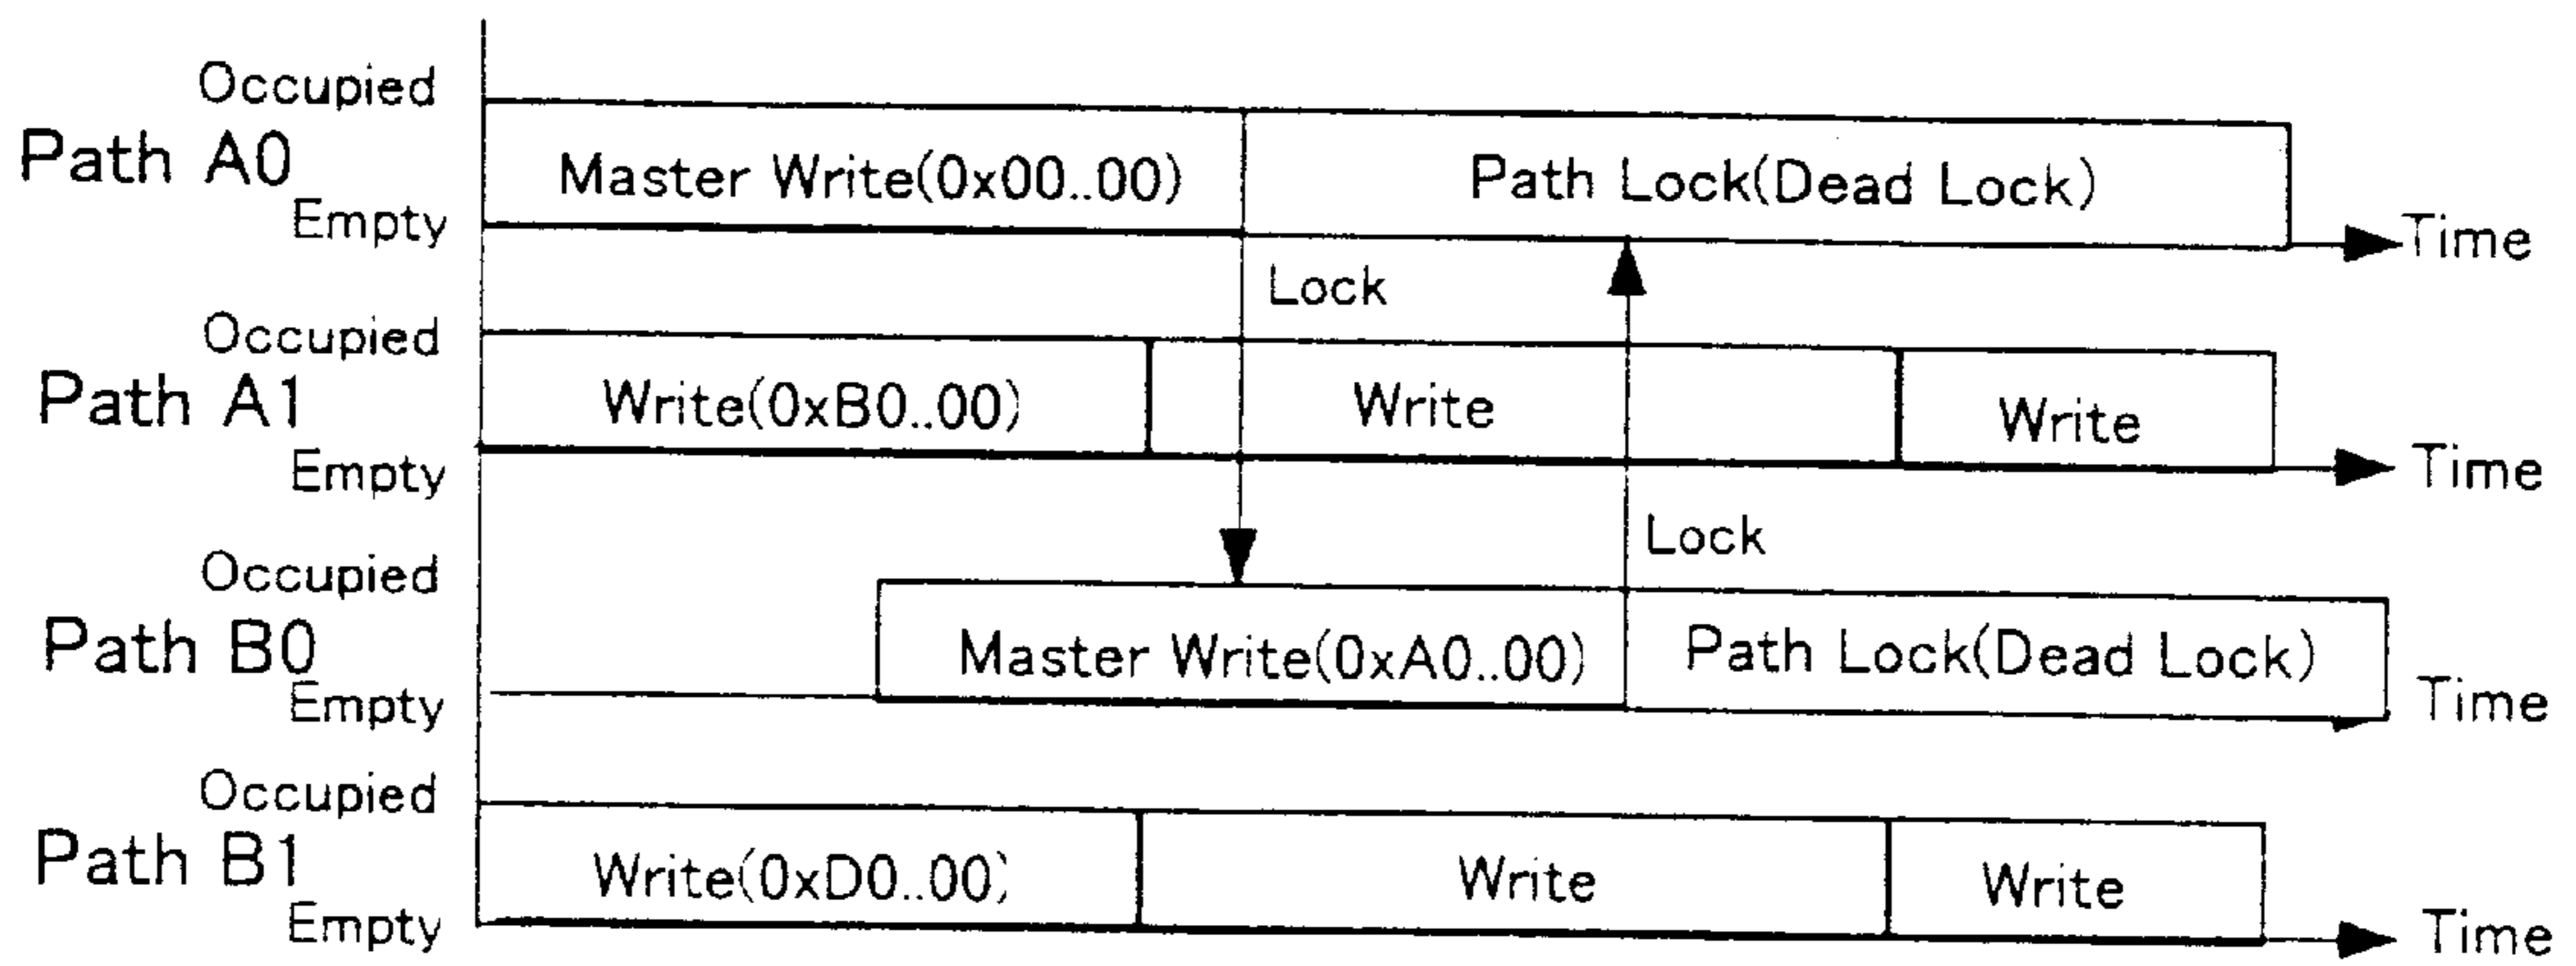 Occupied
Path A0 Master Write(0x00..00) Path Lock(Dead Lock)
Empty Time
Lock
Occupied
Path A1 Write(0xB0..00) Write Write
Empty Time
Lock
Occupied
Path B0 Master Write(0xA0..00) Path Lock(Dead Lock)
Empty Time
Occupied
Path B1 Write(0xD0..00) Write Write
Empty Time